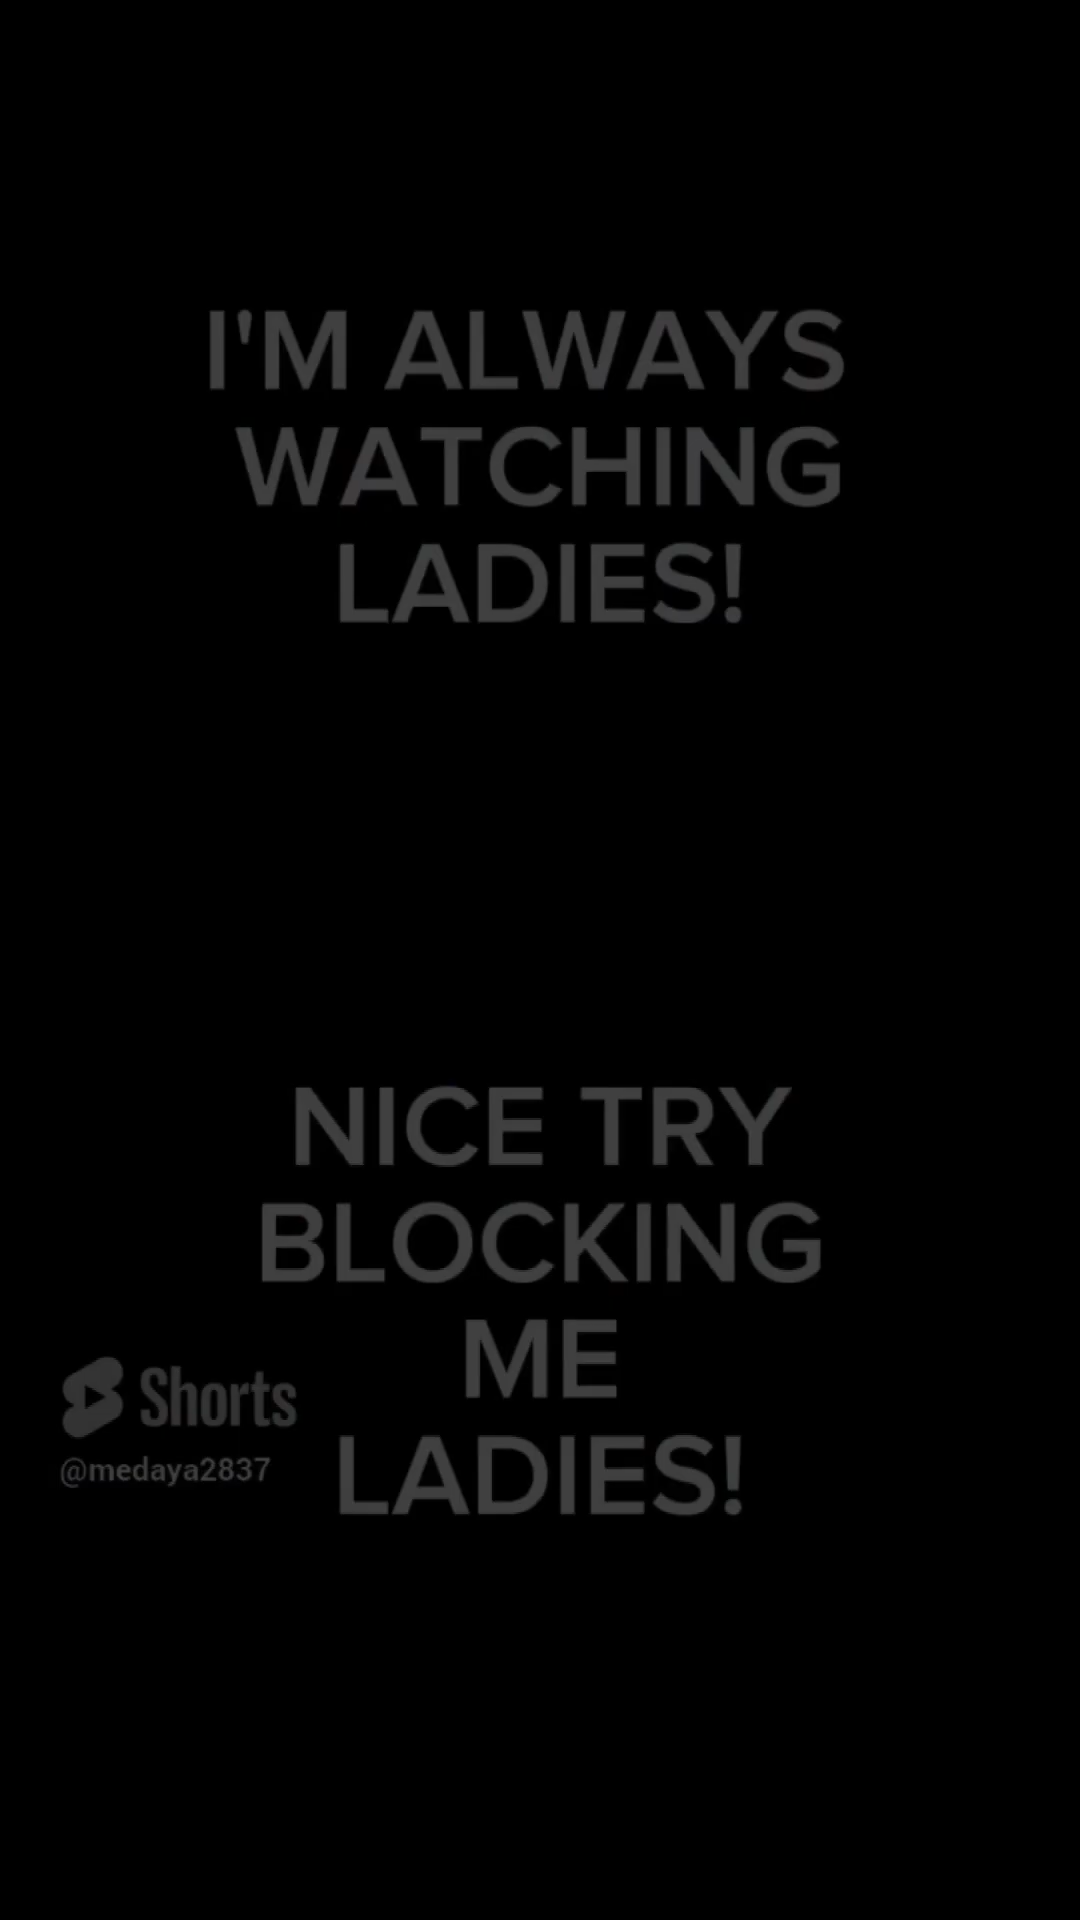 I'M ALWAYS
WATCHING
LADIES!
NICE TRY
BLOCKING
ME
LADIES!
Shorts
@medaya2837